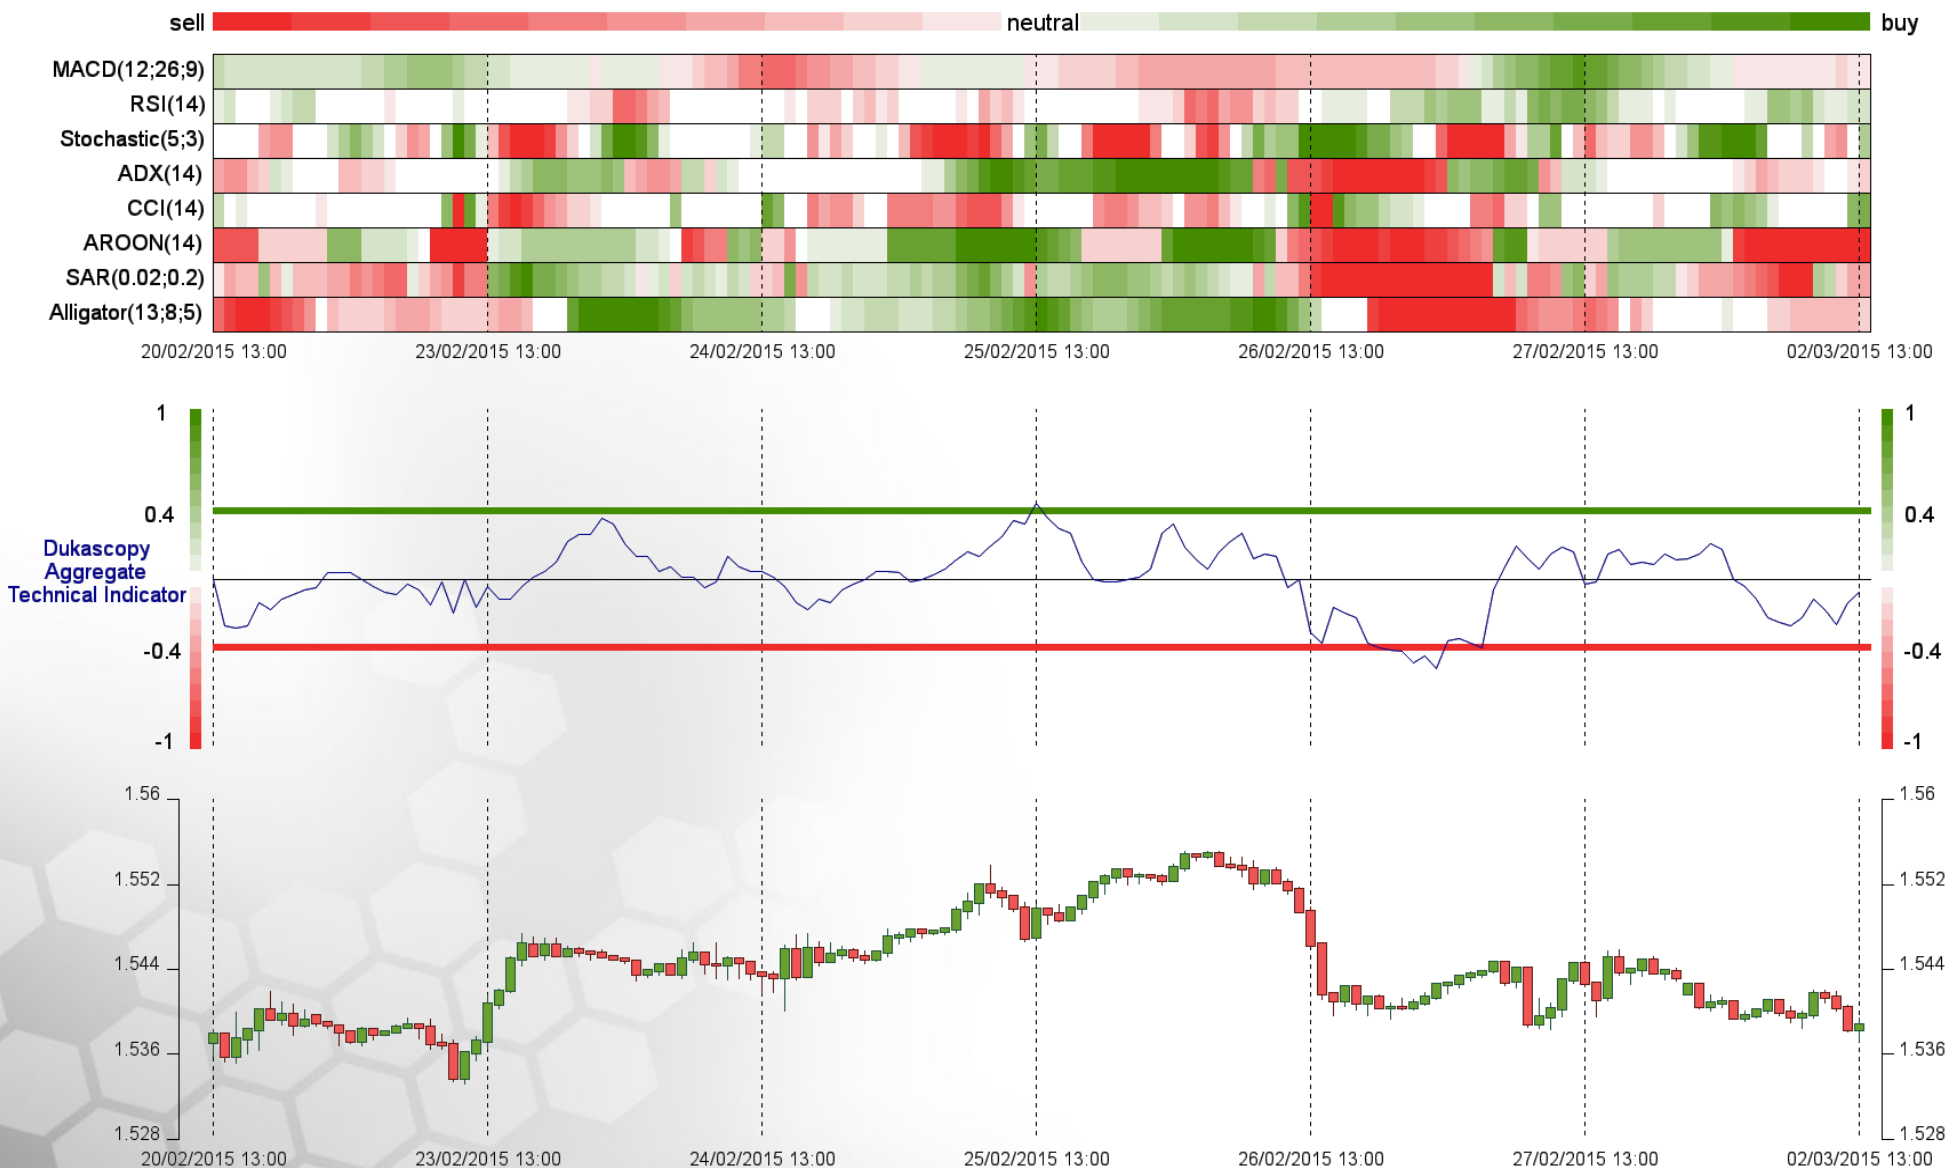 sell neutral buy
MACD(12;26;9)
RSI(14)
Stochastic(5;3)
ADX(14)
CCI(14)
AROON(14)
SAR(0.02;0.2)
Alligator(13;8;5)
20/02/2015 13:00 23/02/2015 13:00 24/02/2015 13:00 25/02/2015 13:00 26/02/2015 13:00 27/02/2015 13:00 02/03/2015 13:00
1 1
0.4 0.4
Dukascopy
Aggregate
Technical Indicator
-0.4 -0.4
-1 -1
1.56 1.56
1.552 1.552
1.544 1.544
1.536 1.536
1.528 1.528
20/02/2015 13:00 23/02/2015 13:00 24/02/2015 13:00 25/02/2015 13:00 26/02/2015 13:00 27/02/2015 13:00 02/03/2015 13:00